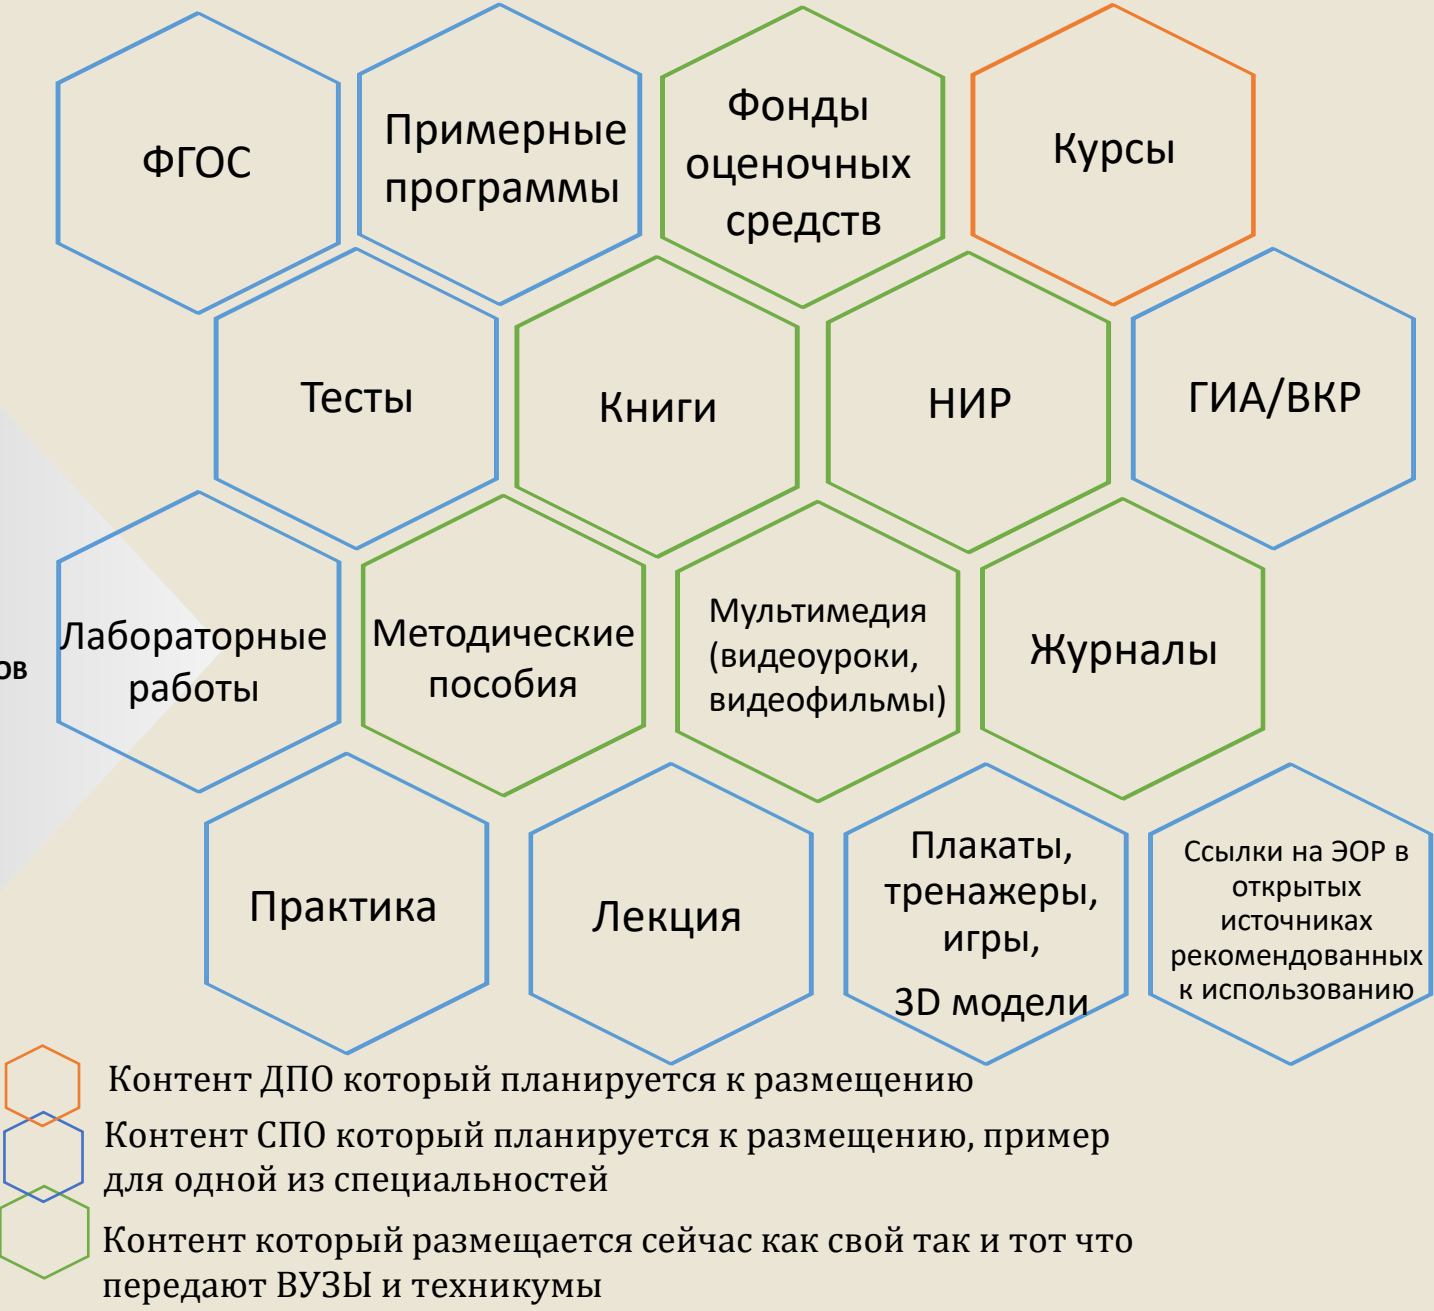 ФГОС
Примерные
программы
Фонды
оценочных
средств
Курсы
Тесты
Книги
НИР
ГИА/ВКР
ов
Лабораторные
работы
Методические
пособия
Мультимедия
(видеоуроки,
видеофильмы)
Журналы
Практика
Лекция
Плакаты,
тренажеры,
игры,
3D модели
Ссылки на ЭОР в
открытых
источниках
рекомендованных
к использованию
Контент ДПО который планируется к размещению
Контент СПО который планируется к размещению, пример
для одной из специальностей
Контент который размещается сейчас как свой так и тот что
передают ВУЗЫ и техникумы